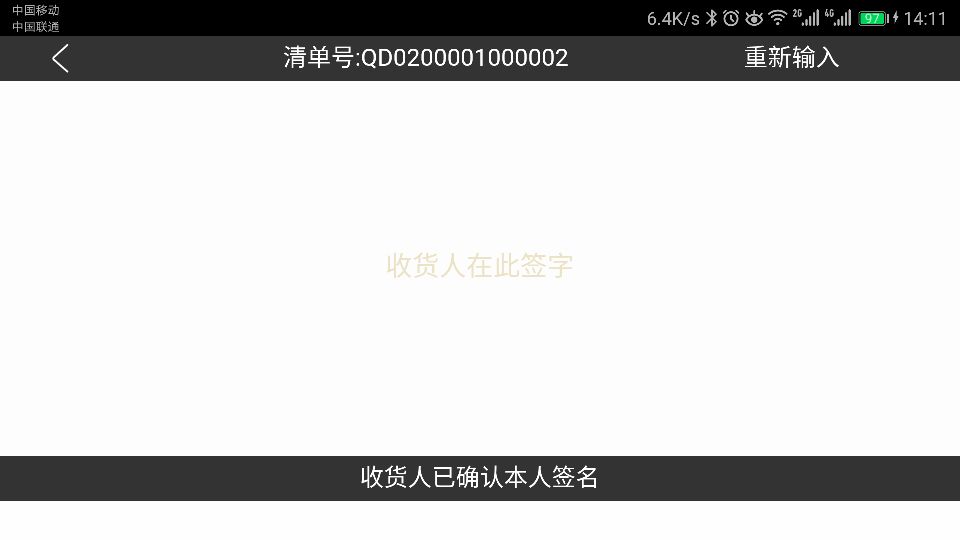 中国移动
中国联通
6.4K/s 2G 4G 97 14:11
清单号:QD0200001000002 重新输入
收货人在此签字
收货人已确认本人签名